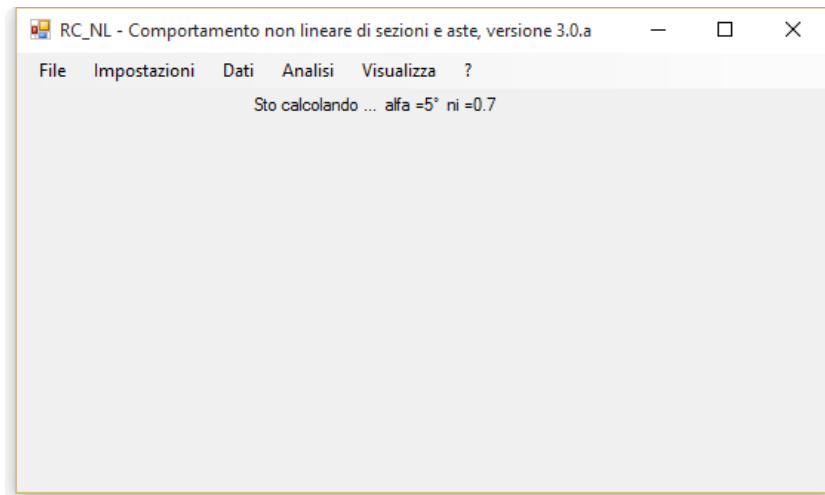 RC_NL - Comportamento non lineare di sezioni e aste, versione 3.0.a
File Impostazioni Dati Analisi Visualizza ?
Sto calcolando ... alfa =5° ni =0.7